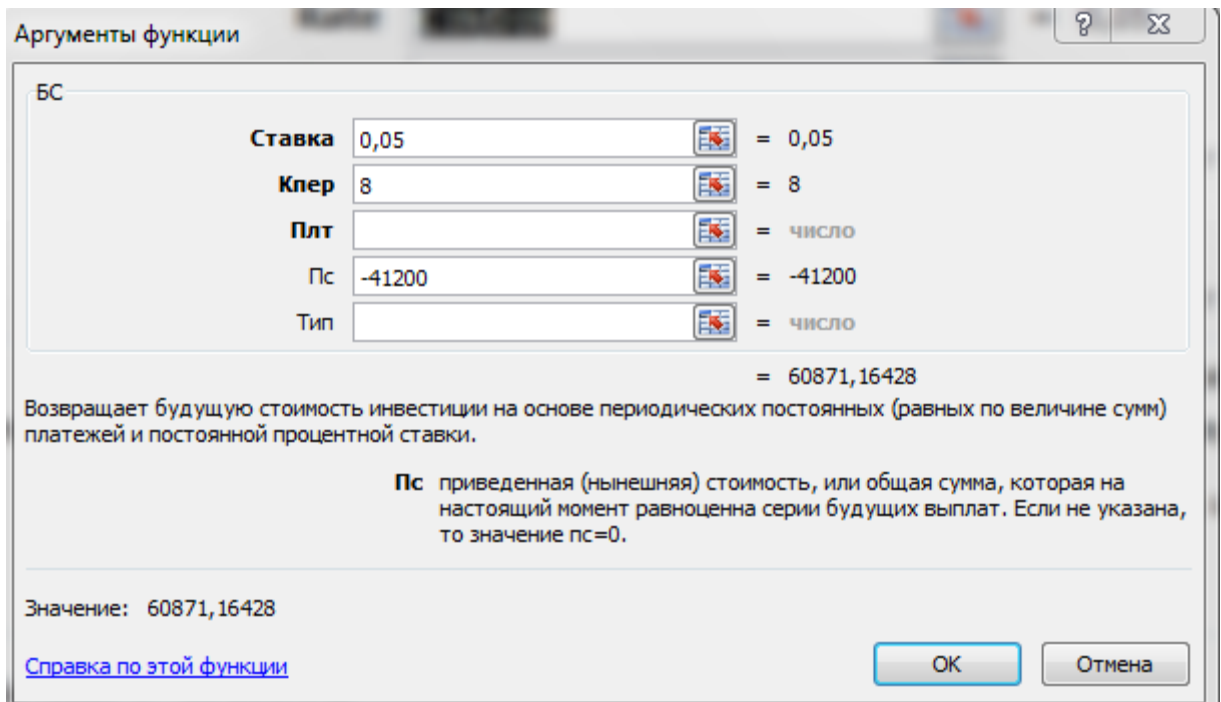 Аргументы функции
БС
Ставка 0,05 = 0,05
Кпер 8 = 8
Плт = число
Пс -41200 = -41200
Тип = число
= 60871,16428
Возвращает будущую стоимость инвестиции на основе периодических постоянных (равных по величине сумм)
платежей и постоянной процентной ставки.
Пс приведенная (нынешняя) стоимость, или общая сумма, которая на
настоящий момент равноценна серии будущих выплат. Если не указана,
то значение пс=0.
Значение: 60871,16428
Справка по этой функции
ОК
Отмена